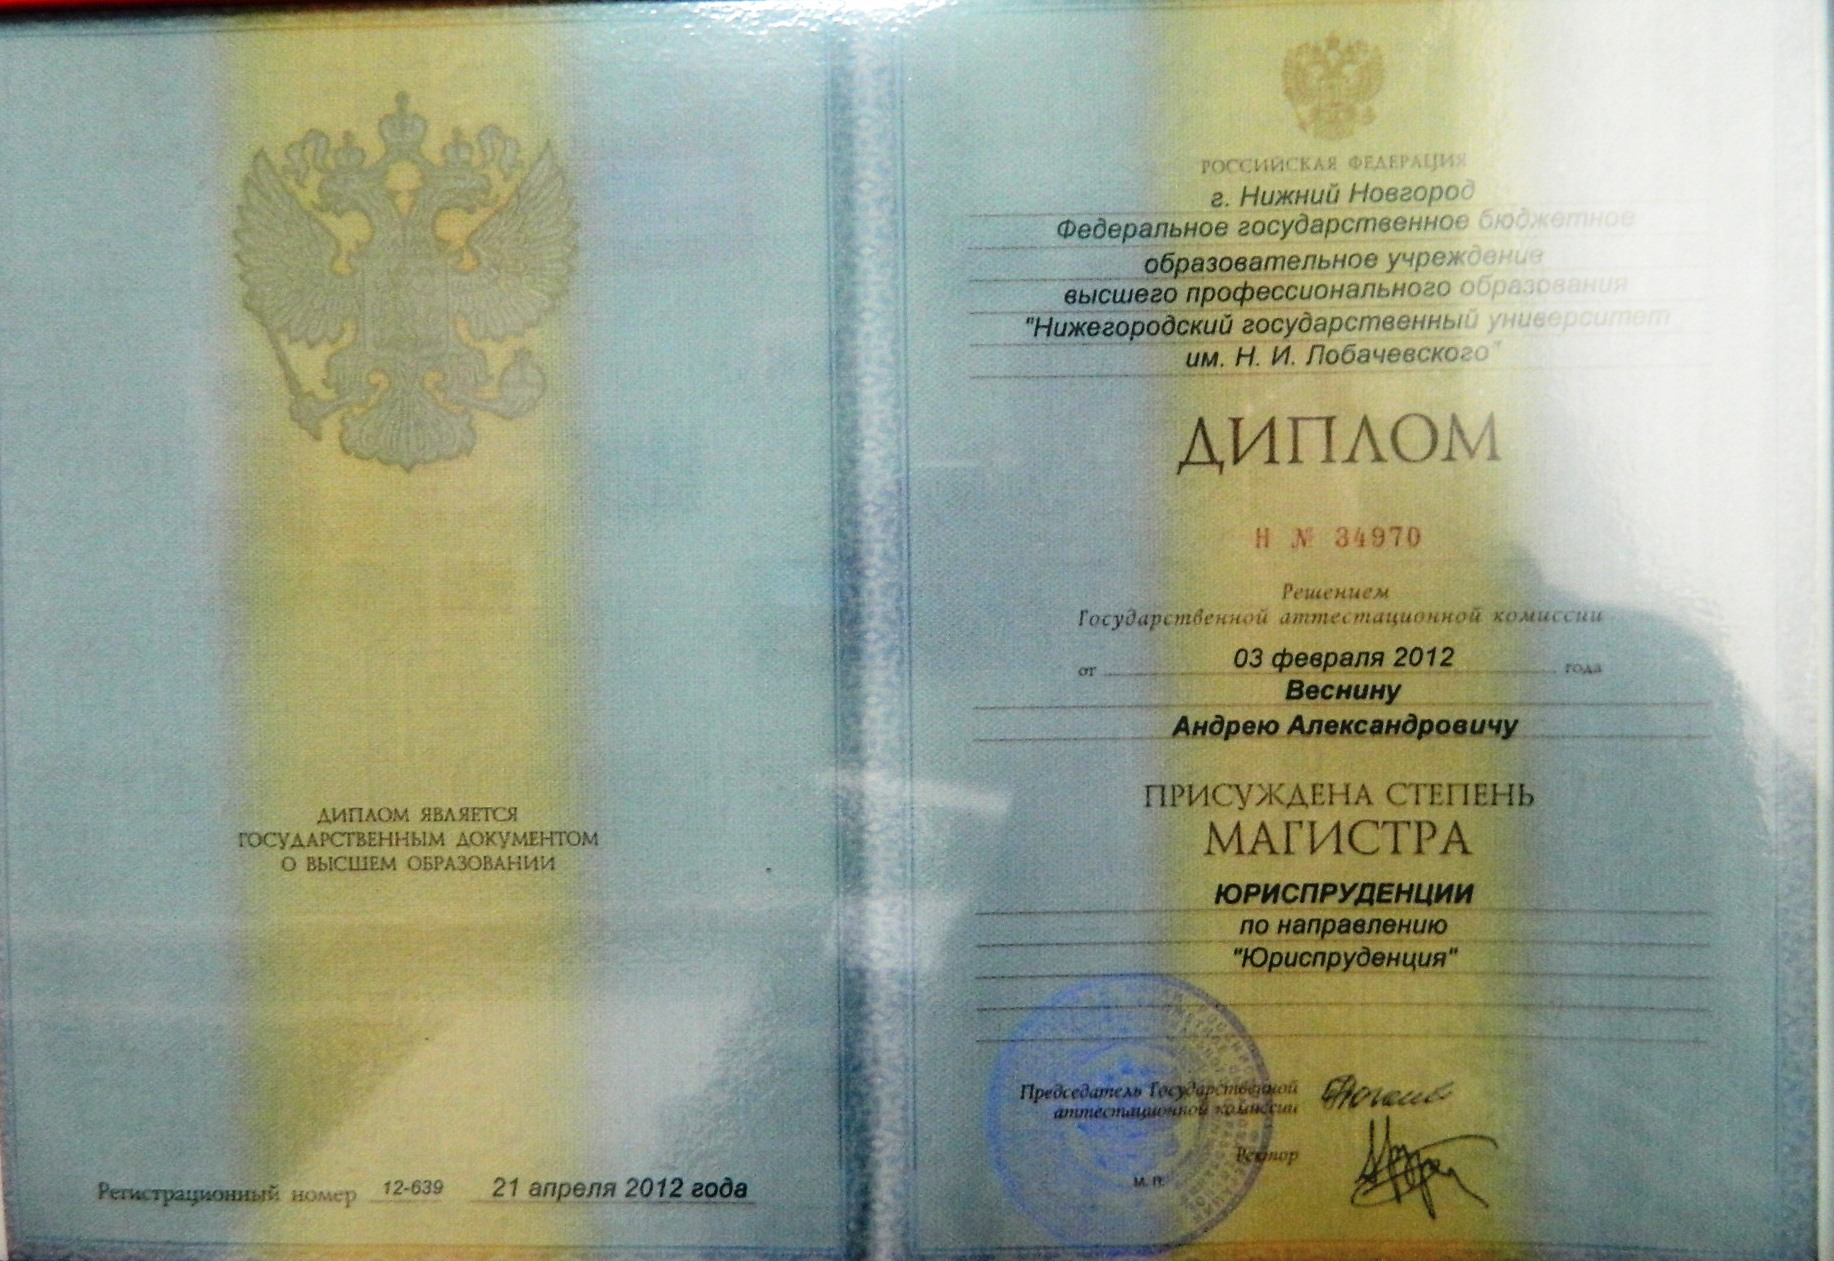 ДИПЛОМ ЯВЛЯЕТСЯ
ГОСУДАРСТВЕННЫМ ДОКУМЕНТОМ
О ВЫСШЕМ ОБРАЗОВАНИИ
Регистрационный номер 12-639 21 апреля 2012 года
РОССИЙСКАЯ ФЕДЕРАЦИЯ
г. Нижний Новгород
Федеральное государственное бюджетное
образовательное учреждение
высшего профессионального образования
"Нижегородский государственный университет
им. Н. И. Лобачевского"
ДИПЛОМ
Н № 34970
Решением
Государственной аттестационной комиссии
от 03 февраля 2012 года
Веснину
Андрею Александровичу
ПРИСУЖДЕНА СТЕПЕНЬ
МАГИСТРА
ЮРИСПРУДЕНЦИИ
по направлению
"Юриспруденция"
Председатель Государственной
аттестационной комиссии
Ректор
м. п.